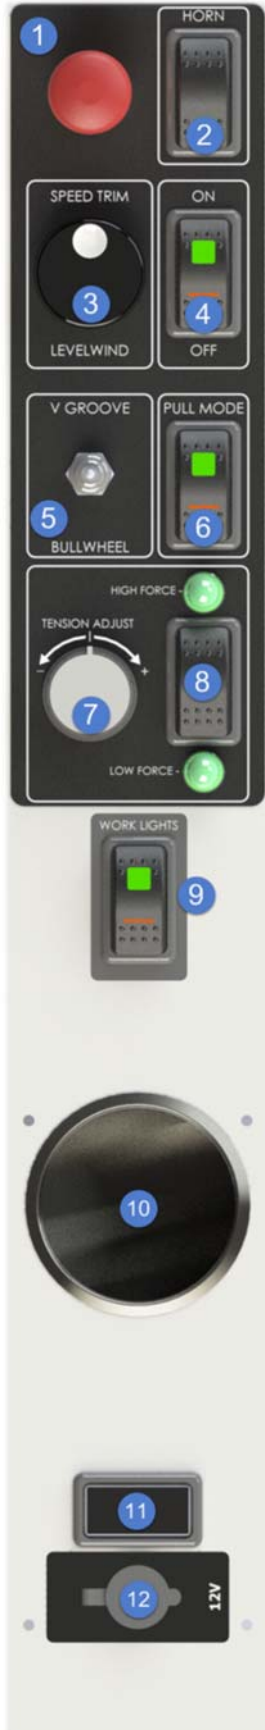 HORN
1
2
SPEED TRIM
ON
3
4
LEVELWIND
OFF
V GROOVE
PULL MODE
5
6
BULLWHEEL
HIGH FORCE -
TENSION ADJUST
- +
7
8
LOW FORCE -
WORK LIGHTS
9
10
11
12
12V